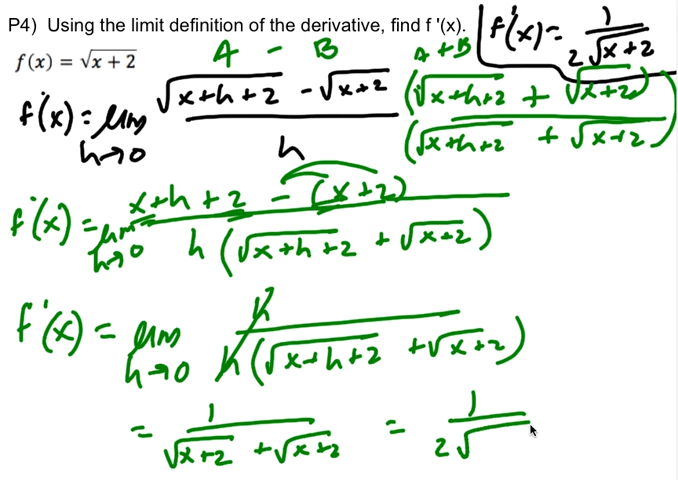 P4) Using the limit definition of the derivative, find f '(x).
f(x) = √(x + 2)
A - B
A + B
f'(x) = 1 / (2√(x+2))
f'(x) = lim h→0 (√(x+h+2) - √(x+2)) / h (√(x+h+2) + √(x+2)) / (√(x+h+2) + √(x+2))
f'(x) = lim h→0 (x+h+2 - (x+2)) / (h(√(x+h+2) + √(x+2)))
f'(x) = lim h→0 h / (h(√(x+h+2) + √(x+2)))
= 1 / (√(x+2) + √(x+2)) = 1 / (2√